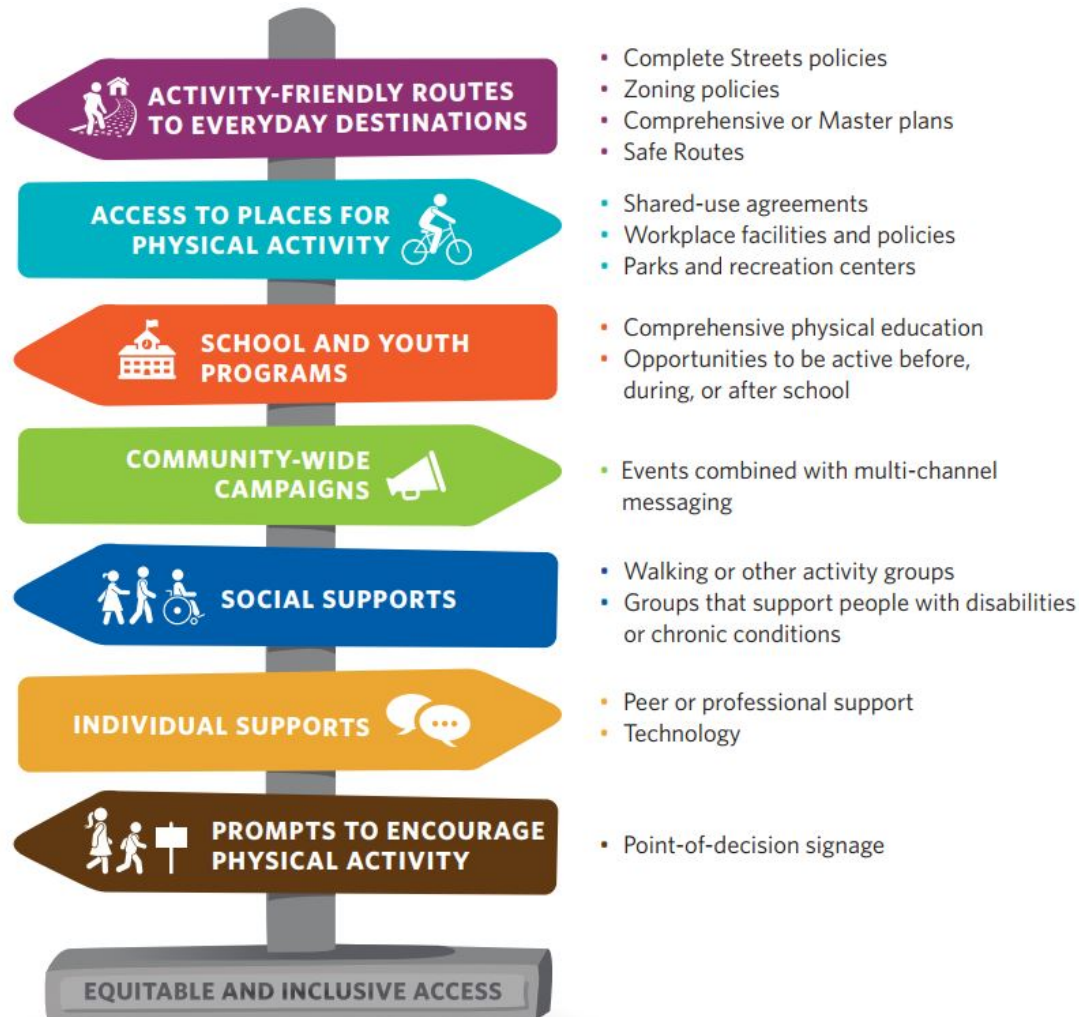 ACTIVITY-FRIENDLY ROUTES
TO EVERYDAY DESTINATIONS
• Complete Streets policies
• Zoning policies
• Comprehensive or Master plans
• Safe Routes
ACCESS TO PLACES FOR
PHYSICAL ACTIVITY
• Shared-use agreements
• Workplace facilities and policies
• Parks and recreation centers
SCHOOL AND YOUTH
PROGRAMS
• Comprehensive physical education
• Opportunities to be active before,
during, or after school
COMMUNITY-WIDE
CAMPAIGNS
• Events combined with multi-channel
messaging
SOCIAL SUPPORTS
• Walking or other activity groups
• Groups that support people with disabilities
or chronic conditions
INDIVIDUAL SUPPORTS
• Peer or professional support
• Technology
PROMPTS TO ENCOURAGE
PHYSICAL ACTIVITY
• Point-of-decision signage
EQUITABLE AND INCLUSIVE ACCESS